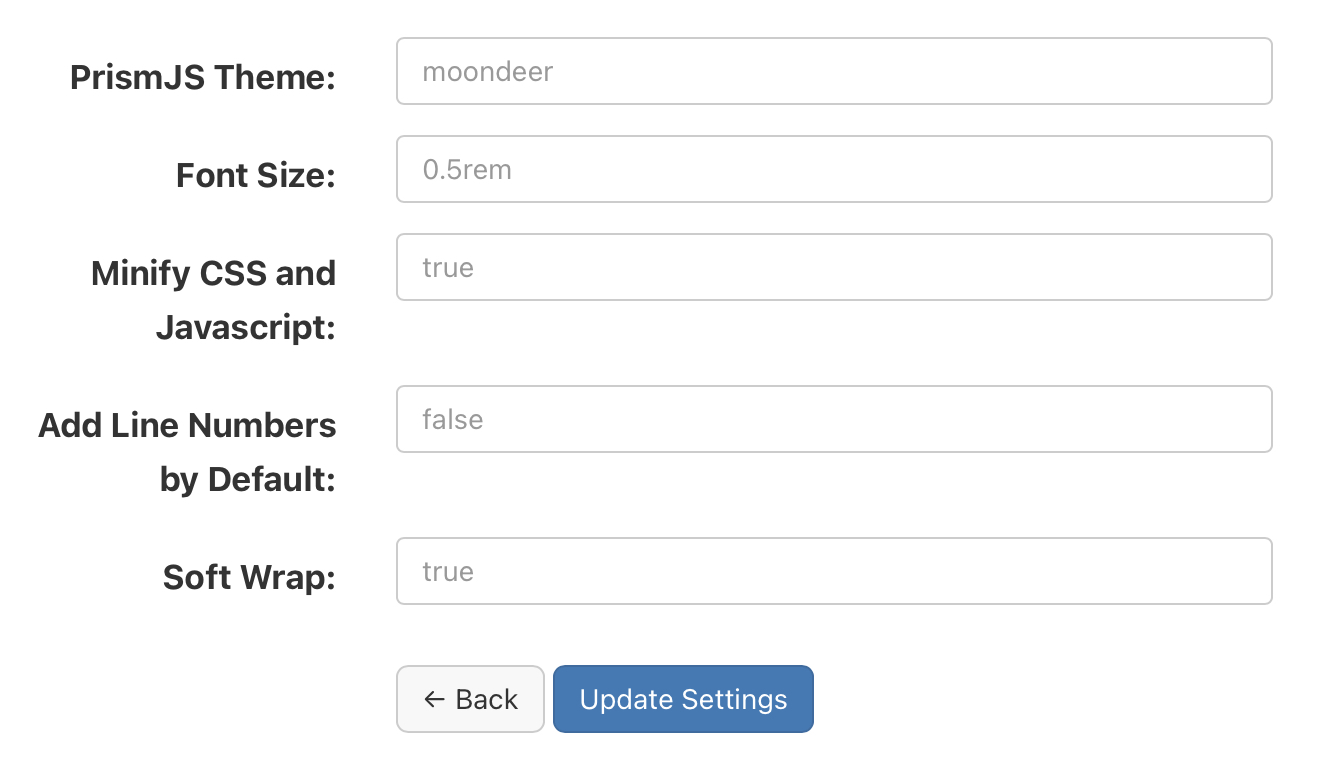 PrismJS Theme:
moondeer
Font Size:
0.5rem
Minify CSS and
Javascript:
true
Add Line Numbers
by Default:
false
Soft Wrap:
true
← Back
Update Settings